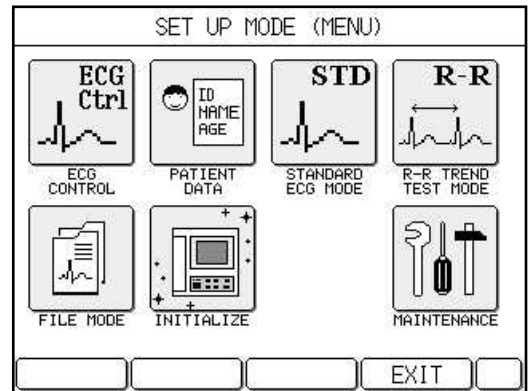 SET UP MODE (MENU)
ECG
Ctrl
ID
NAME
AGE
STD
R-R
ECG
CONTROL
PATIENT
DATA
STANDARD
ECG MODE
R-R TREND
TEST MODE
FILE MODE
INITIALIZE
MAINTENANCE
EXIT